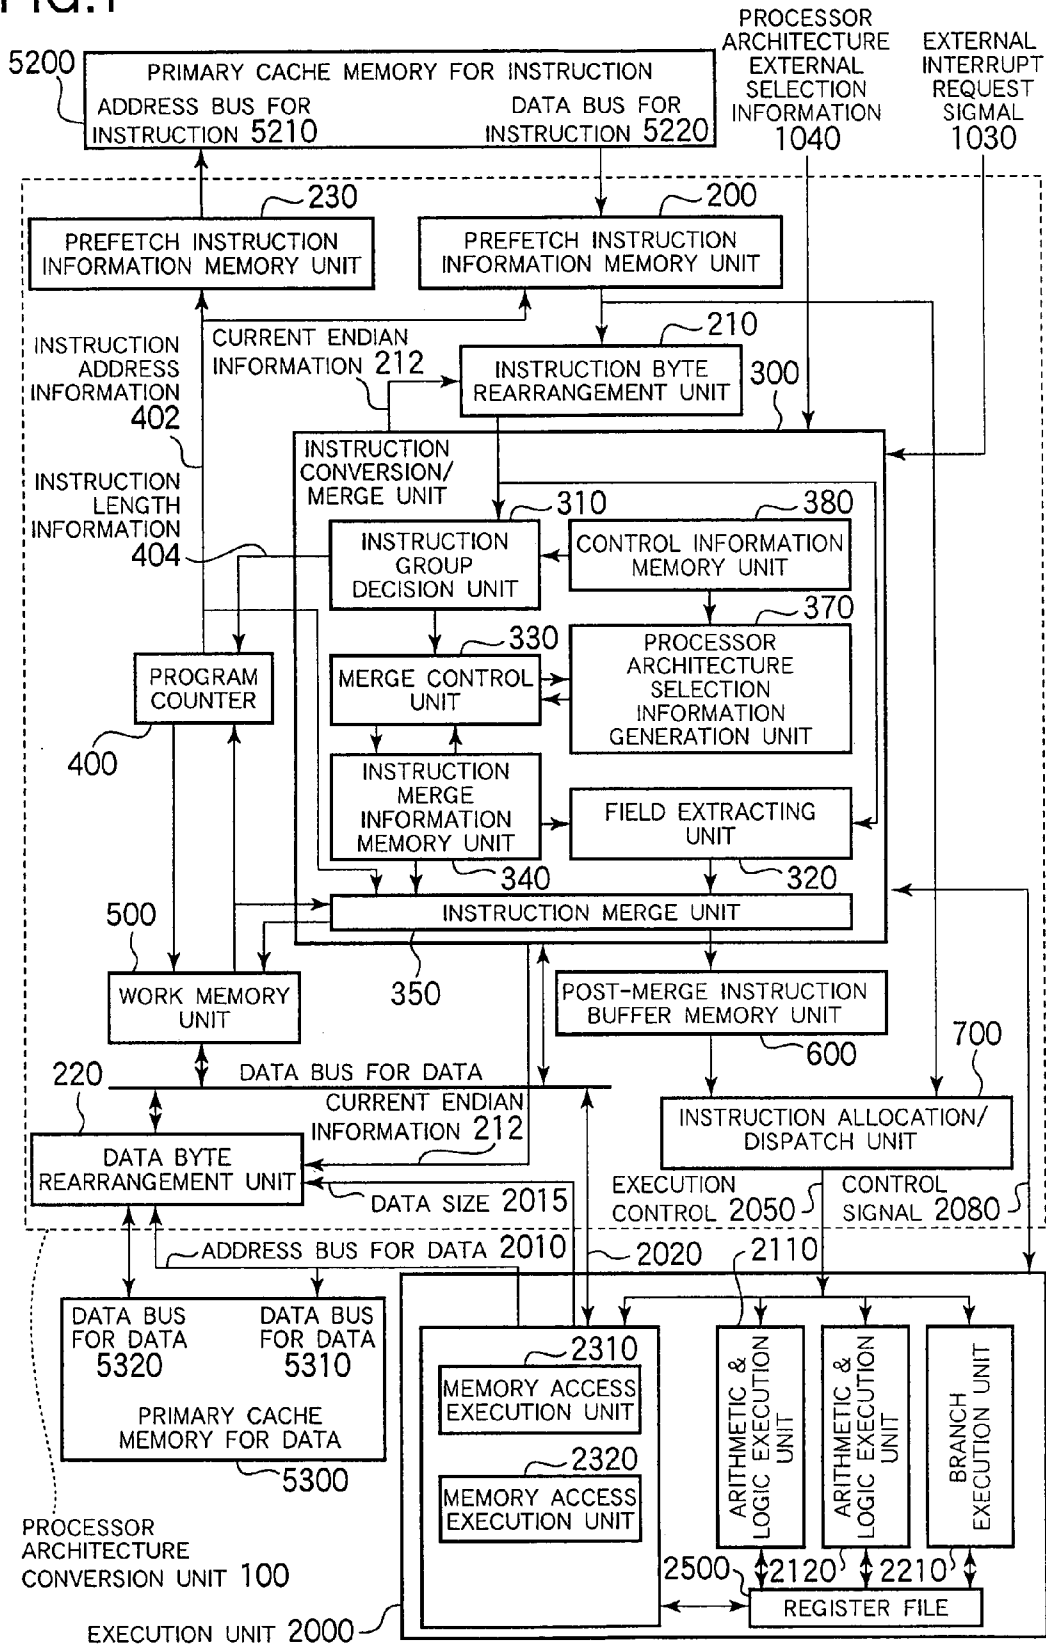 FIG.1
PROCESSOR
ARCHITECTURE
EXTERNAL
SELECTION
INFORMATION
1040
EXTERNAL
INTERRUPT
REQUEST
SIGNAL
1030
5200
PRIMARY CACHE MEMORY FOR INSTRUCTION
ADDRESS BUS FOR
INSTRUCTION 5210
DATA BUS FOR
INSTRUCTION 5220
230
PREFETCH INSTRUCTION
INFORMATION MEMORY UNIT
200
PREFETCH INSTRUCTION
INFORMATION MEMORY UNIT
INSTRUCTION
ADDRESS
INFORMATION
402
CURRENT ENDIAN
INFORMATION 212
210
INSTRUCTION BYTE
REARRANGEMENT UNIT
300
INSTRUCTION
CONVERSION/
MERGE UNIT
INSTRUCTION
LENGTH
INFORMATION
404
310
INSTRUCTION
GROUP
DECISION UNIT
380
CONTROL INFORMATION
MEMORY UNIT
370
PROCESSOR
ARCHITECTURE
SELECTION
INFORMATION
GENERATION UNIT
330
MERGE CONTROL
UNIT
PROGRAM
COUNTER
400
INSTRUCTION
MERGE
INFORMATION
MEMORY UNIT
340
FIELD EXTRACTING
UNIT
320
INSTRUCTION MERGE UNIT
350
500
WORK MEMORY
UNIT
POST-MERGE INSTRUCTION
BUFFER MEMORY UNIT
600
700
INSTRUCTION ALLOCATION/
DISPATCH UNIT
220
DATA BUS FOR DATA
CURRENT ENDIAN
INFORMATION 212
DATA BYTE
REARRANGEMENT UNIT
DATA SIZE 2015
EXECUTION
CONTROL 2050
CONTROL
SIGNAL 2080
ADDRESS BUS FOR DATA 2010
2020
2110
DATA BUS
FOR DATA
5320
DATA BUS
FOR DATA
5310
PRIMARY CACHE
MEMORY FOR DATA
5300
2310
MEMORY ACCESS
EXECUTION UNIT
2320
MEMORY ACCESS
EXECUTION UNIT
ARITHMETIC &
LOGIC EXECUTION
UNIT
ARITHMETIC &
LOGIC EXECUTION
UNIT
BRANCH
EXECUTION UNIT
2500
2120
2210
REGISTER FILE
PROCESSOR
ARCHITECTURE
CONVERSION UNIT 100
EXECUTION UNIT 2000